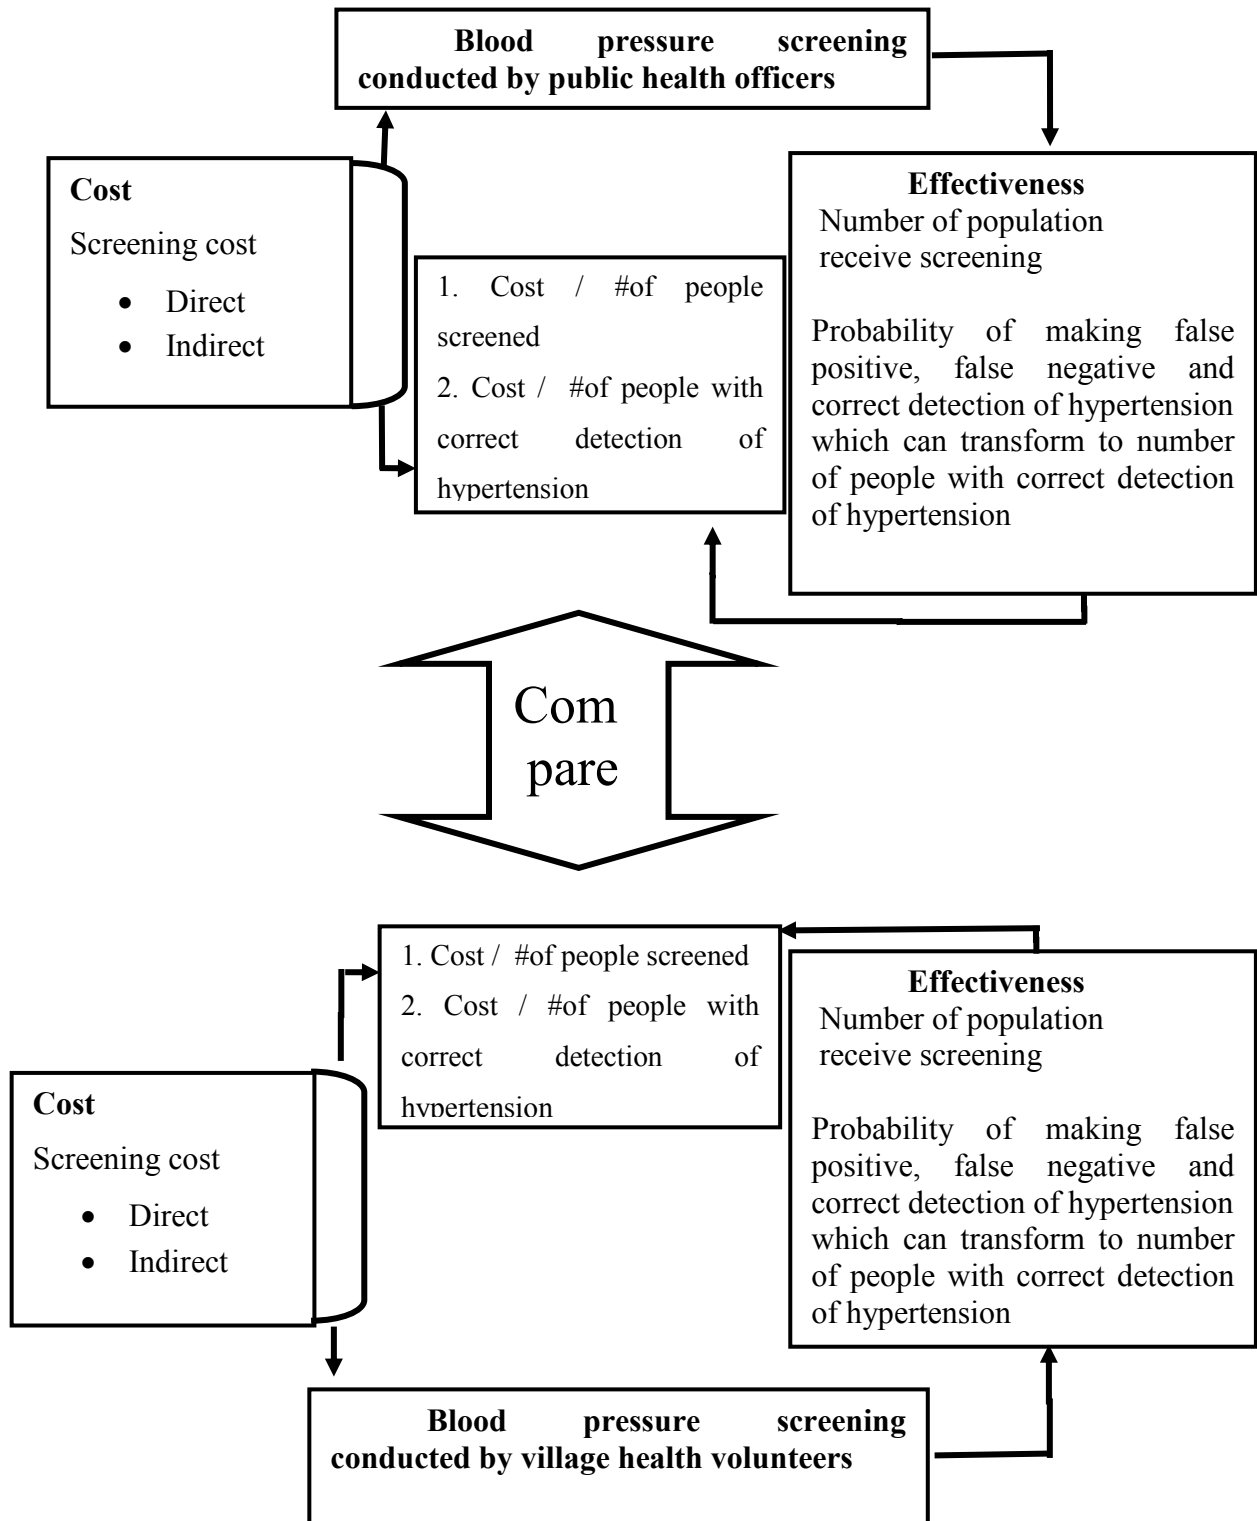 Blood pressure screening
conducted by public health officers
Cost
Screening cost
• Direct
• Indirect
1. Cost / #of people
screened
2. Cost / #of people with
correct detection of
hypertension
Effectiveness
Number of population
receive screening
Probability of making false
positive, false negative and
correct detection of hypertension
which can transform to number
of people with correct detection
of hypertension
Com
pare
1. Cost / #of people screened
2. Cost / #of people with
correct detection of
hypertension
Effectiveness
Number of population
receive screening
Probability of making false
positive, false negative and
correct detection of hypertension
which can transform to number
of people with correct detection
of hypertension
Cost
Screening cost
• Direct
• Indirect
Blood pressure screening
conducted by village health volunteers